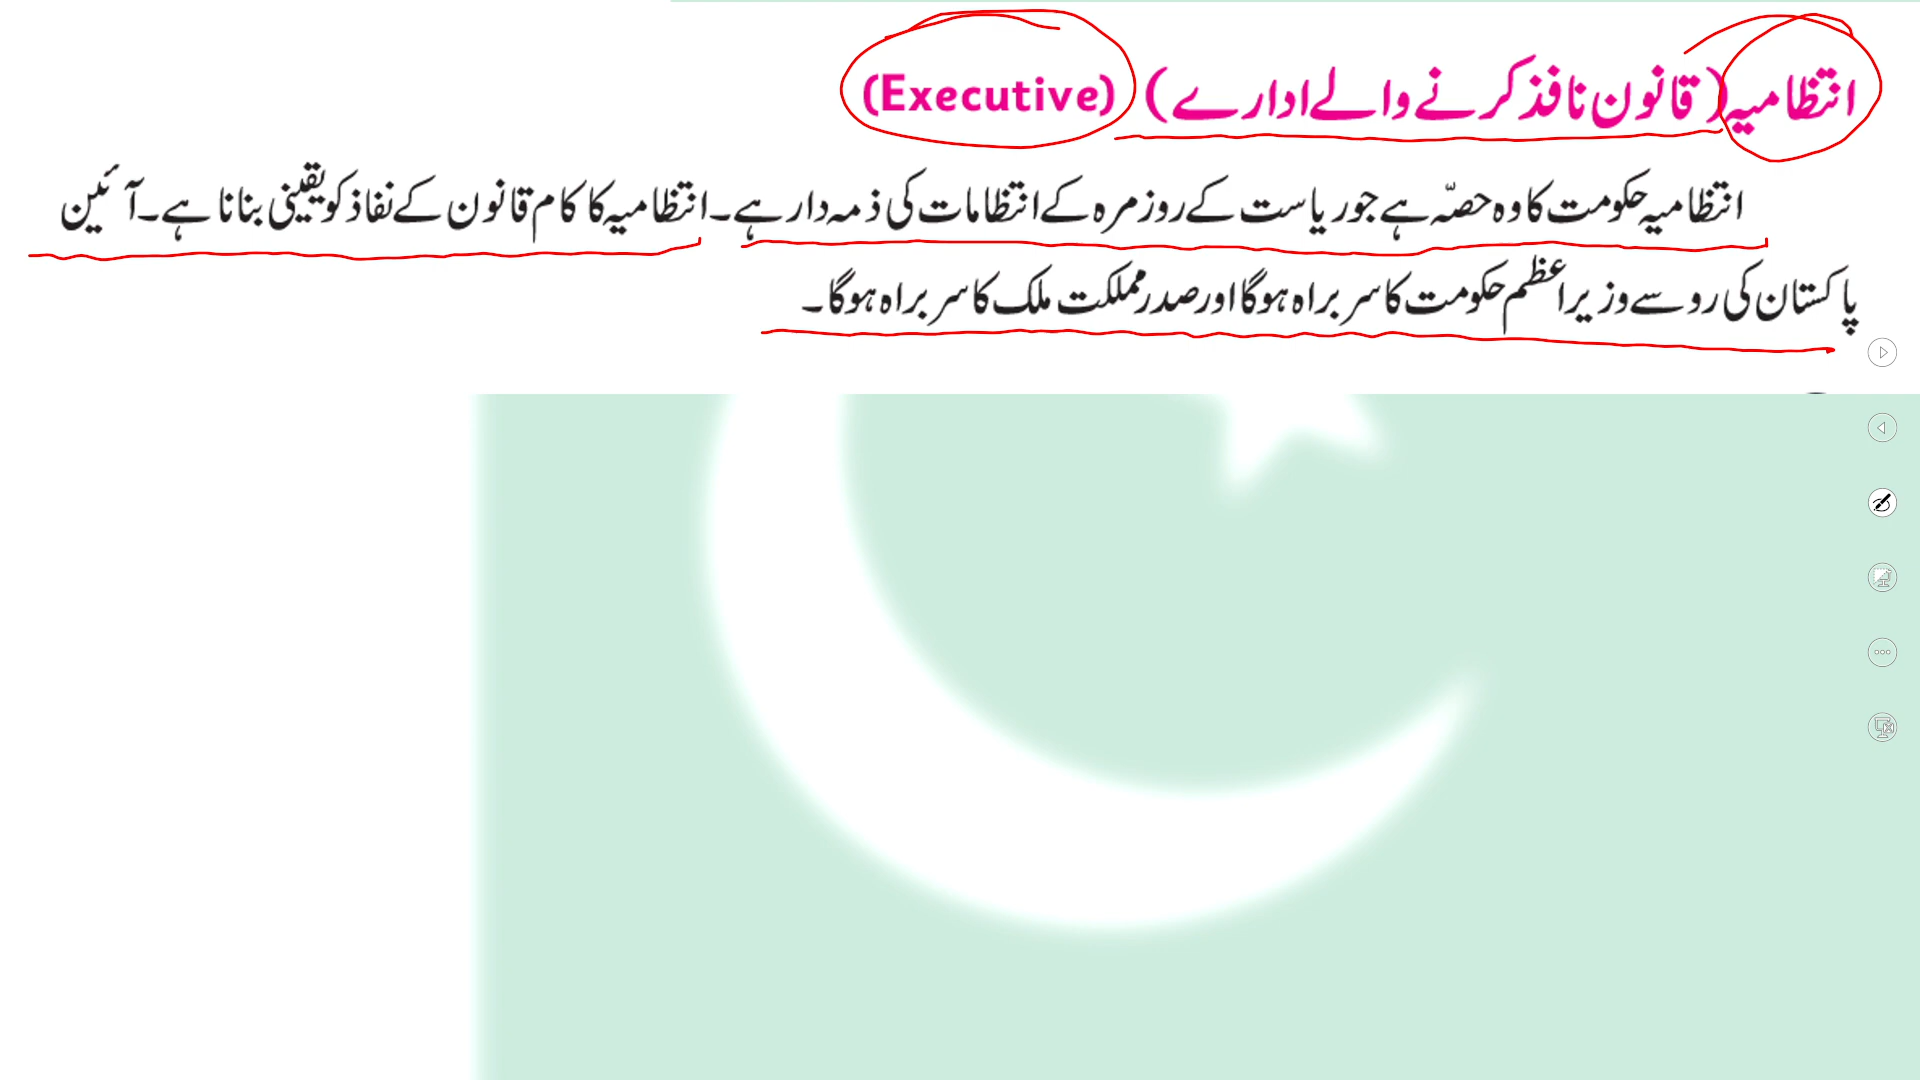 انتظامیہ (قانون نافذ کرنے والے ادارے) (Executive)
انتظامیہ حکومت کا وہ حصّہ ہے جو ریاست کے روزمرہ کے انتظامات کی ذمہ دار ہے۔ انتظامیہ کا کام قانون کے نفاذ کو یقینی بنانا ہے۔ آئین
پاکستان کی رو سے وزیراعظم حکومت کا سربراہ ہوگا اور صدر مملکت ملک کا سربراہ ہوگا۔